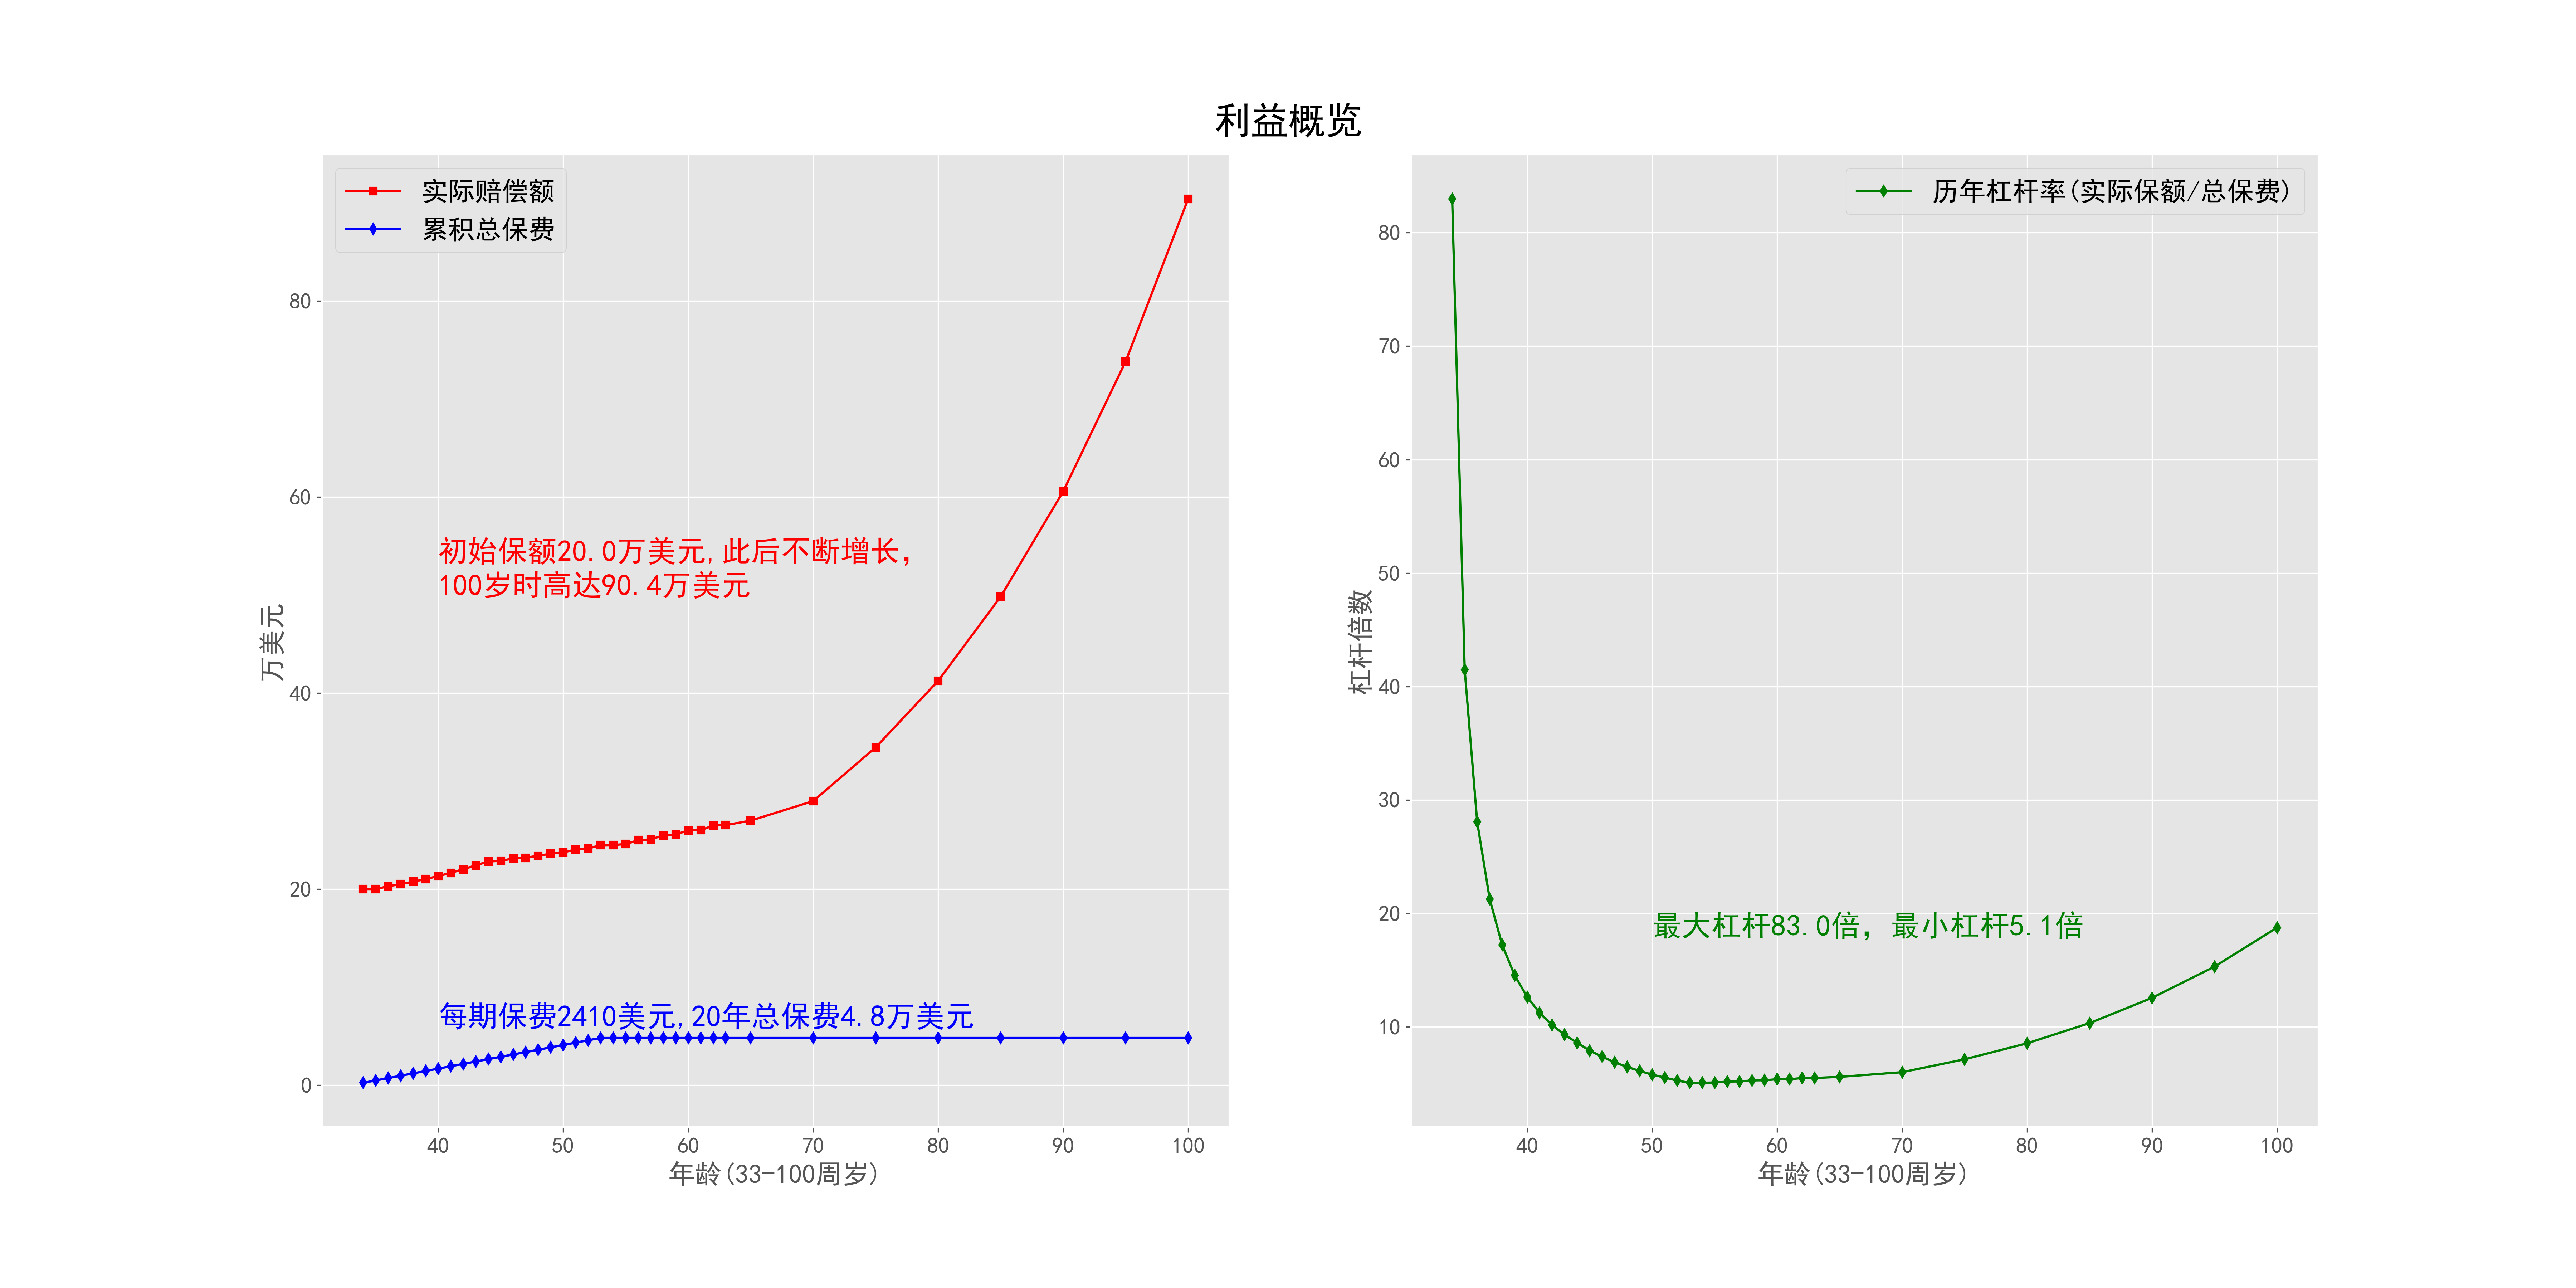 利益概览
实际赔偿额
累积总保费
80
60
40
20
0
万美元
初始保额20.0万美元,此后不断增长，
100岁时高达90.4万美元
每期保费2410美元,20年总保费4.8万美元
40 50 60 70 80 90 100
年龄(33-100周岁)
历年杠杆率(实际保额/总保费)
80
70
60
50
40
30
20
10
杠杆倍数
最大杠杆83.0倍，最小杠杆5.1倍
40 50 60 70 80 90 100
年龄(33-100周岁)